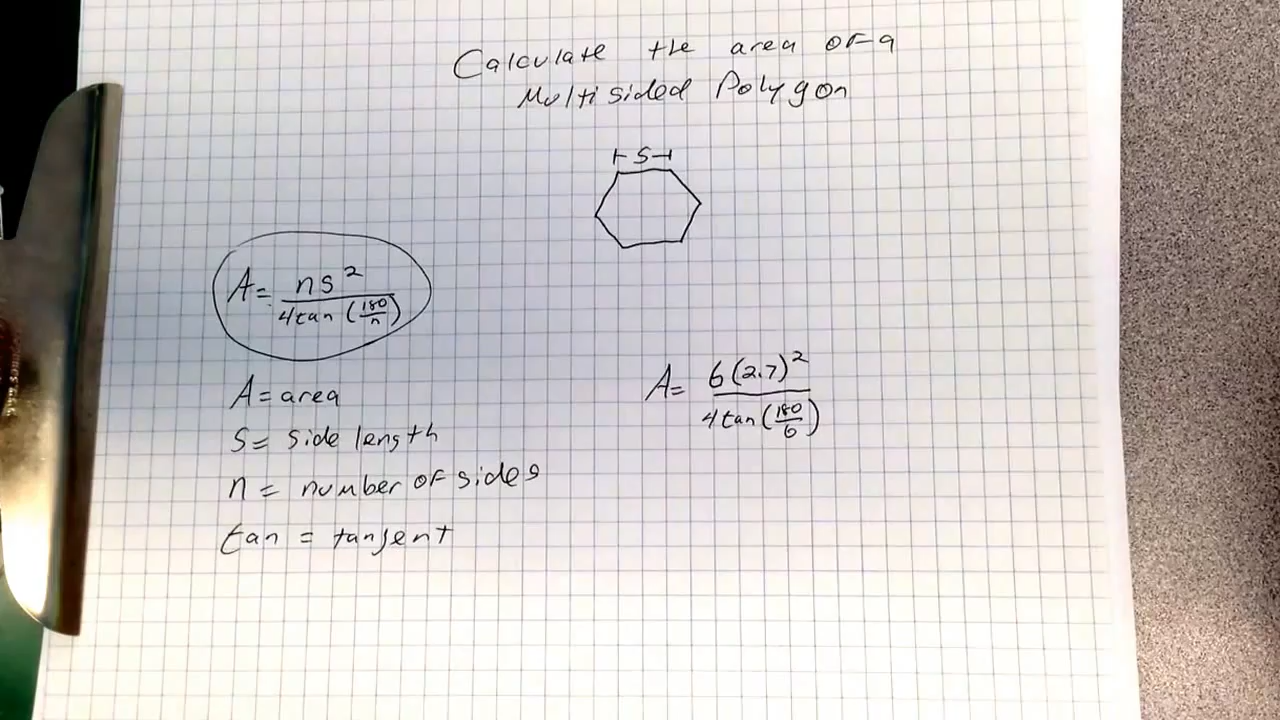 Calculate the area of a
Multisided Polygon
S
A = ns²/4tan(180/n)
A = area
S = side length
n = number of sides
tan = tangent
A = 6(2.7)²/4tan(180/6)